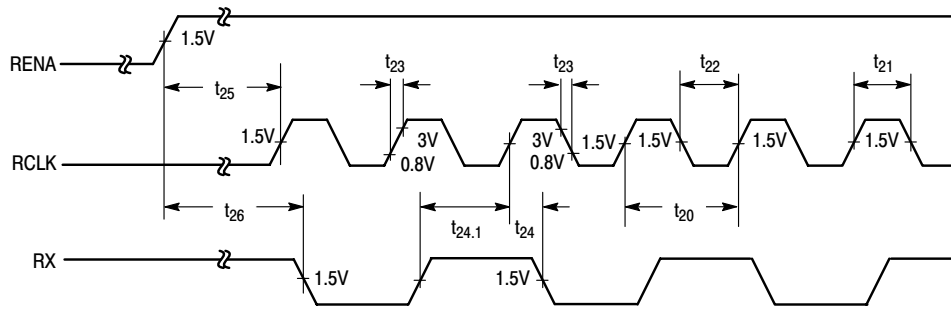 1.5V
RENA
t23 t23 t22 t21
t25
1.5V 3V 3V 1.5V 1.5V 1.5V 1.5V
0.8V 0.8V
RCLK
t26 t24.1 t24 t20
RX
1.5V 1.5V